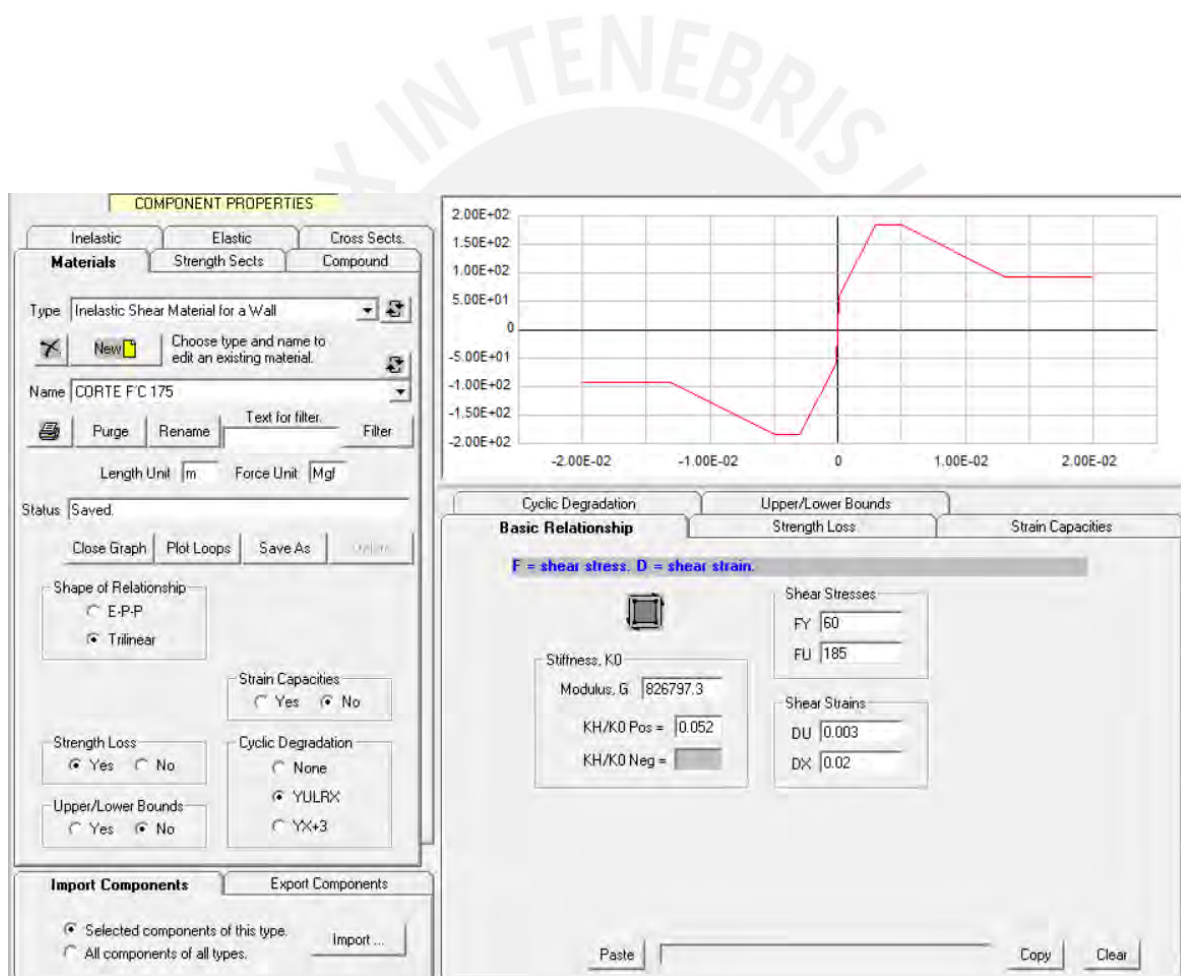 X IN TENEBRIS L
COMPONENT PROPERTIES
Inelastic Elastic Cross Sects.
Materials Strength Sects Compound
Type Inelastic Shear Material for a Wall
New Choose type and name to
edit an existing material.
Name CORTE F'C 175
Purge Rename Text for filter. Filter
Length Unit m Force Unit Mgf
Status Saved.
Close Graph Plot Loops Save As
Shape of Relationship
E-P-P
Trilinear
Strain Capacities
Yes No
Strength Loss
Yes No
Cyclic Degradation
None
YULRX
YX+3
Upper/Lower Bounds
Yes No
Import Components Export Components
Selected components of this type.
All components of all types.
Import ...
2.00E+02
1.50E+02
1.00E+02
5.00E+01
0
-5.00E+01
-1.00E+02
-1.50E+02
-2.00E+02
-2.00E-02 -1.00E-02 0 1.00E-02 2.00E-02
Cyclic Degradation Upper/Lower Bounds
Basic Relationship Strength Loss Strain Capacities
F = shear stress. D = shear strain.
Stiffness, K0
Modulus, G 826797.3
KH/K0 Pos = 0.052
KH/K0 Neg =
Shear Stresses
FY 60
FU 185
Shear Strains
DU 0.003
DX 0.02
Paste Copy Clear